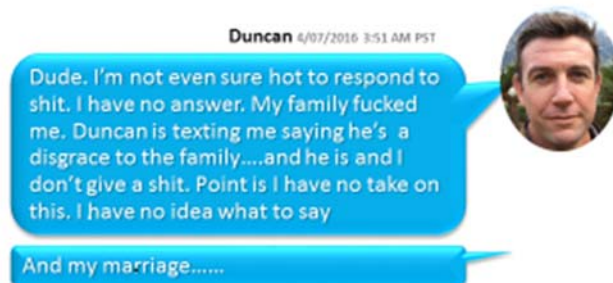 Duncan 4/07/2016 3:51 AM PST
Dude. I'm not even sure hot to respond to
shit. I have no answer. My family fucked
me. Duncan is texting me saying he's a
disgrace to the family....and he is and I
don't give a shit. Point is I have no take on
this. I have no idea what to say
And my marriage......